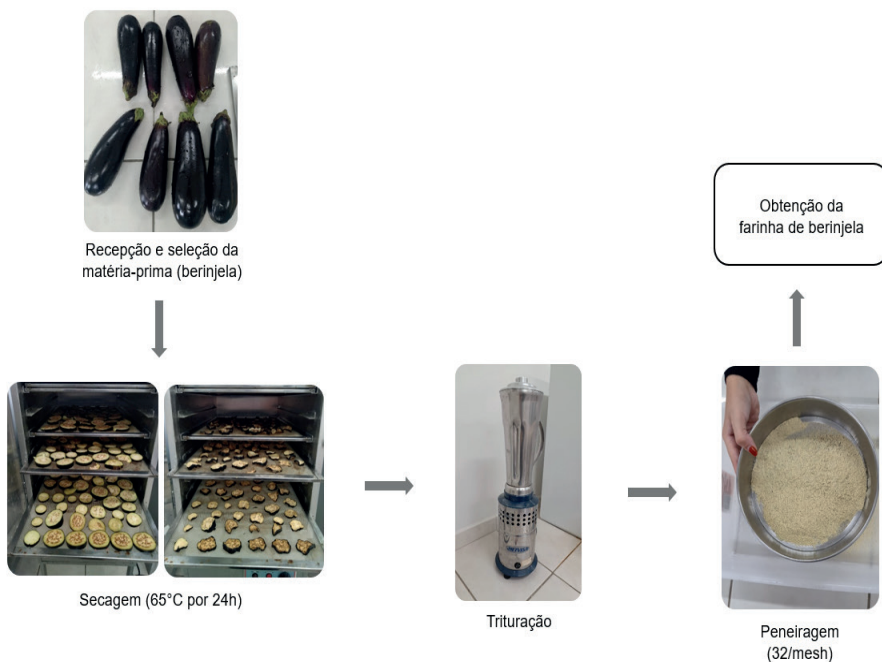 Recepção e seleção da
matéria-prima (berinjela)
Secagem (65°C por 24h)
Trituração
Peneiragem
(32/mesh)
Obtenção da
farinha de berinjela